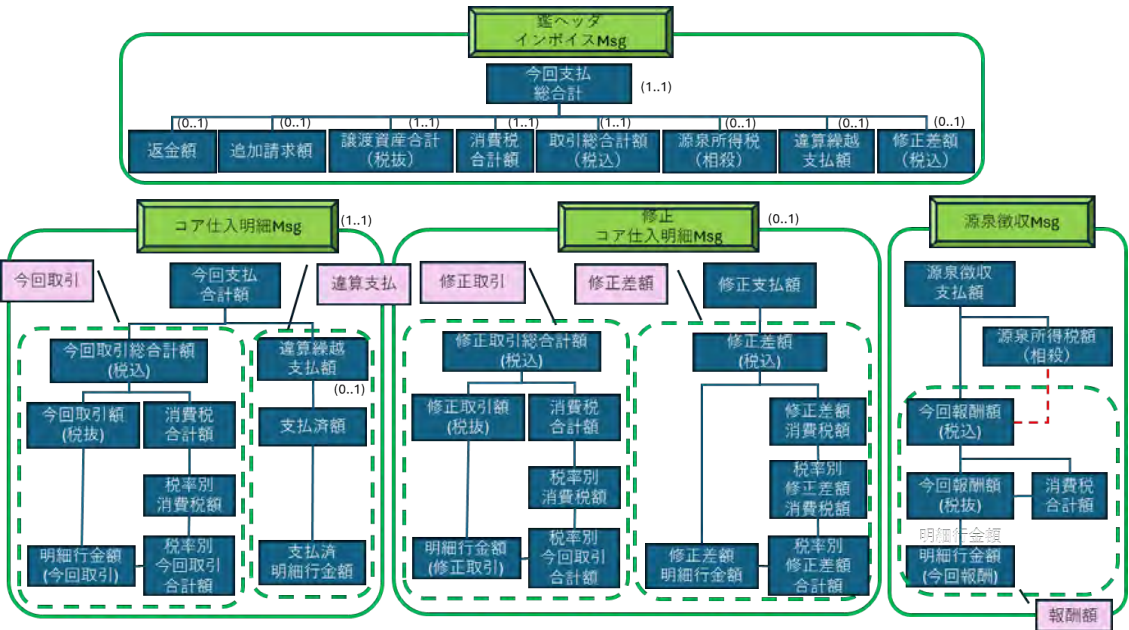 鑑ヘッダ
インボイスMsg
今回支払
総合計
(1..1)
(0..1)
(0..1)
(1..1)
(1..1)
(1..1)
(0..1)
(0..1)
(0..1)
返金額
追加請求額
譲渡資産合計
(税抜)
消費税
合計額
取引総合計額
(税込)
源泉所得税
(相殺)
違算繰越
支払額
修正差額
(税込)
コア仕入明細Msg
(1..1)
今回取引
今回支払
合計額
違算支払
今回取引総合計額
(税込)
違算繰越
支払額
(0..1)
今回取引額
(税抜)
消費税
合計額
支払済額
税率別
消費税額
明細行金額
(今回取引)
税率別
今回取引
合計額
支払済
明細行金額
修正
コア仕入明細Msg
(0..1)
修正取引
修正差額
修正支払額
修正取引総合計額
(税込)
修正差額
(税込)
修正取引額
(税抜)
消費税
合計額
修正差額
消費税額
税率別
消費税額
税率別
修正差額
消費税額
明細行金額
(修正取引)
税率別
今回取引
合計額
修正差額
明細行金額
税率別
修正差額
合計額
源泉徴収Msg
源泉徴収
支払額
源泉所得税額
(相殺)
今回報酬額
(税込)
今回報酬額
(税抜)
消費税
合計額
明細行金額
明細行金額
(今回報酬)
報酬額